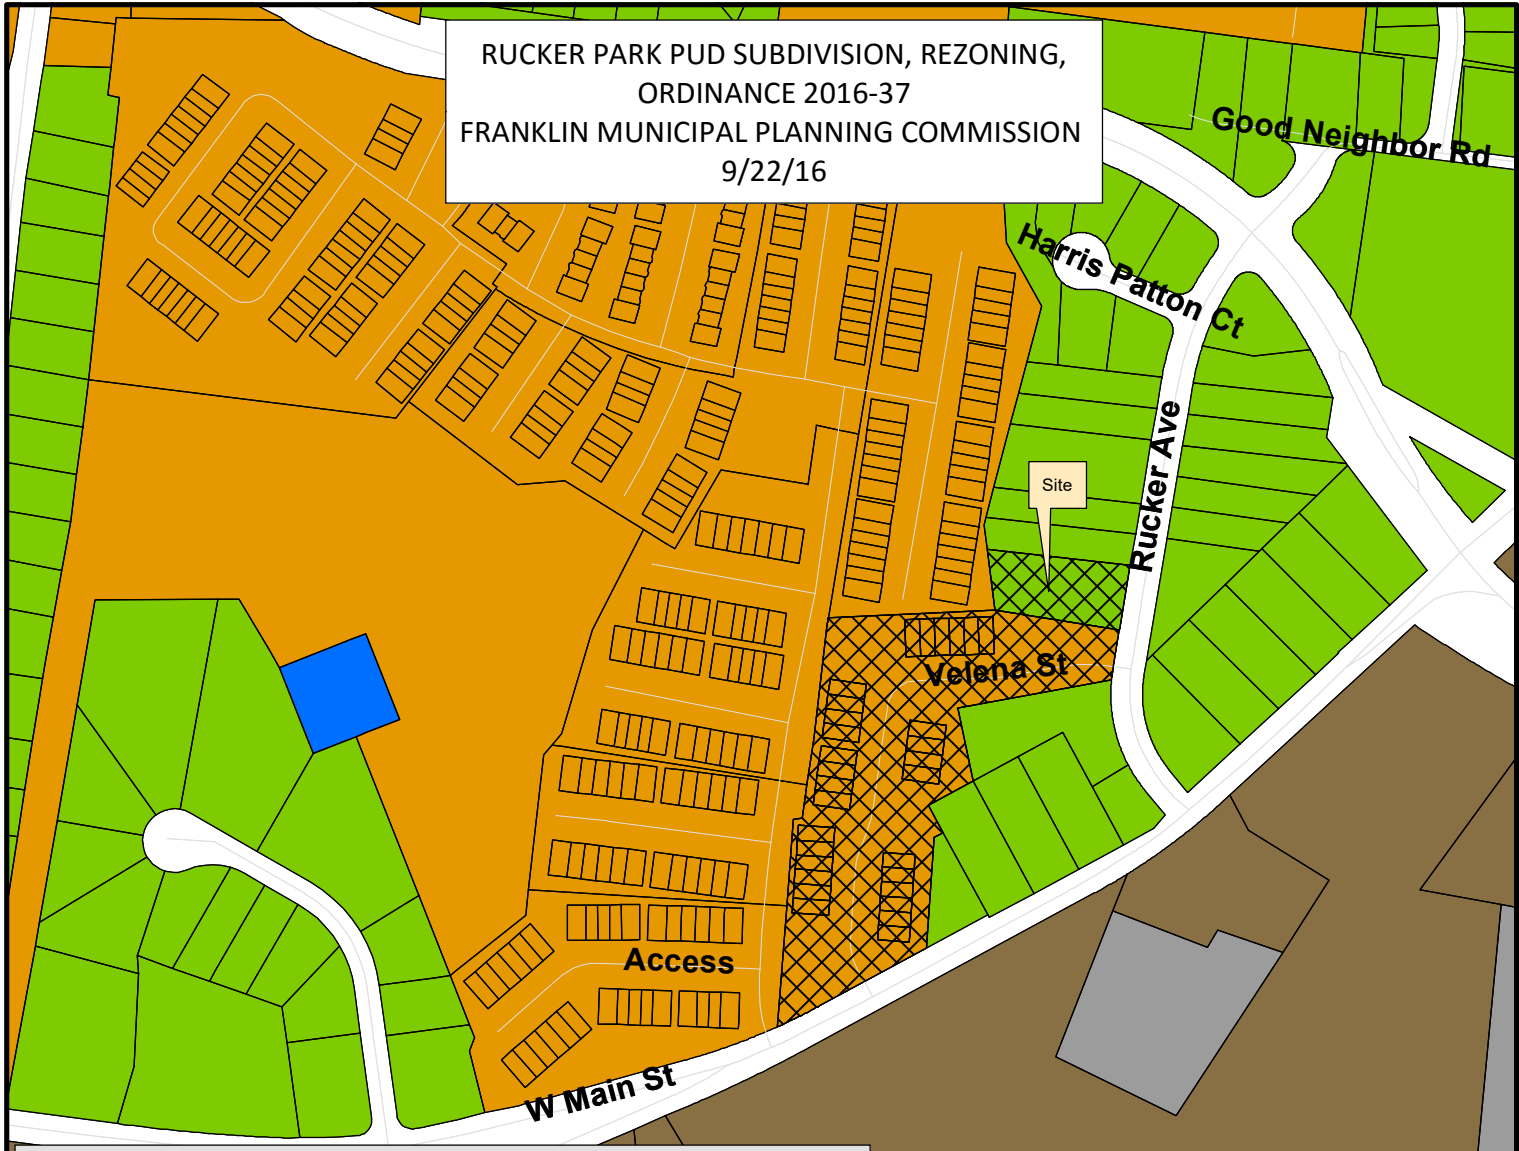 RUCKER PARK PUD SUBDIVISION, REZONING,
ORDINANCE 2016-37
FRANKLIN MUNICIPAL PLANNING COMMISSION
9/22/16
Good Neighbor Rd
Harris Patton Ct
Rucker Ave
Site
Velena St
Access
W Main St